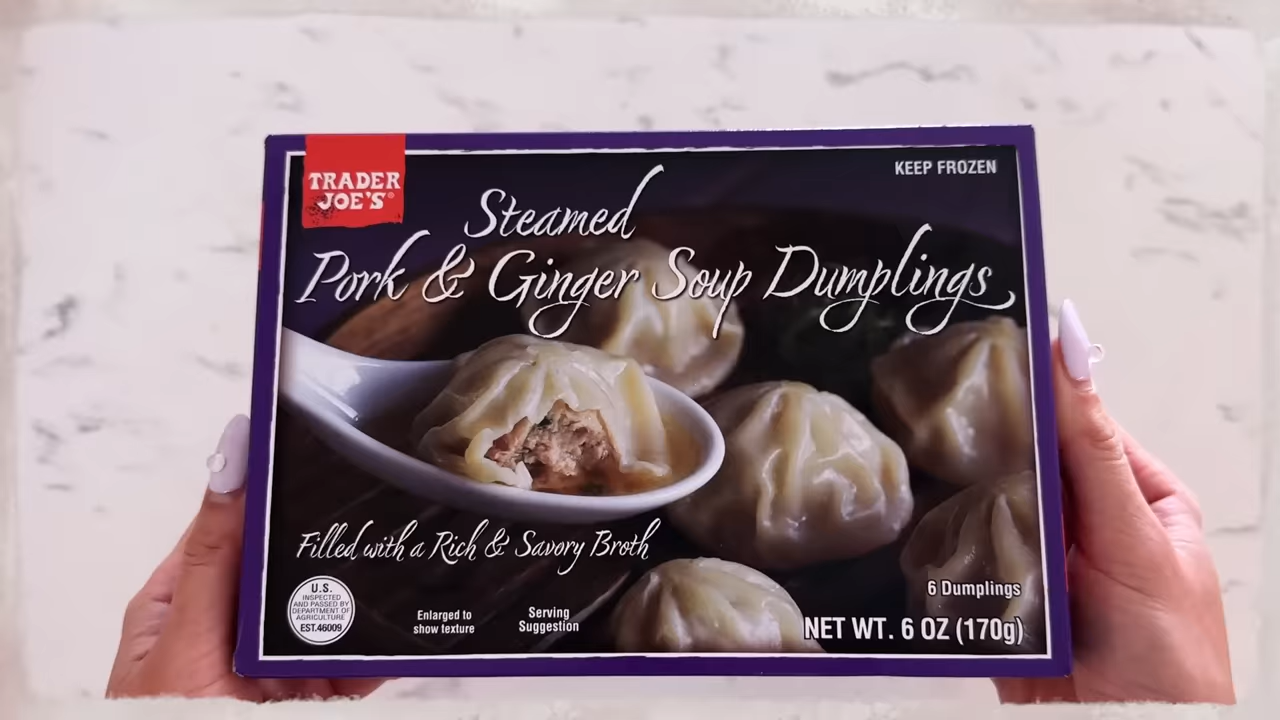 TRADER
JOE'S®
KEEP FROZEN
Steamed
Pork & Ginger Soup Dumplings
Filled with a Rich & Savory Broth
U.S.
INSPECTED
AND PASSED BY
DEPARTMENT OF
AGRICULTURE
EST.46009
Enlarged to
show texture
Serving
Suggestion
6 Dumplings
NET WT. 6 OZ (170g)